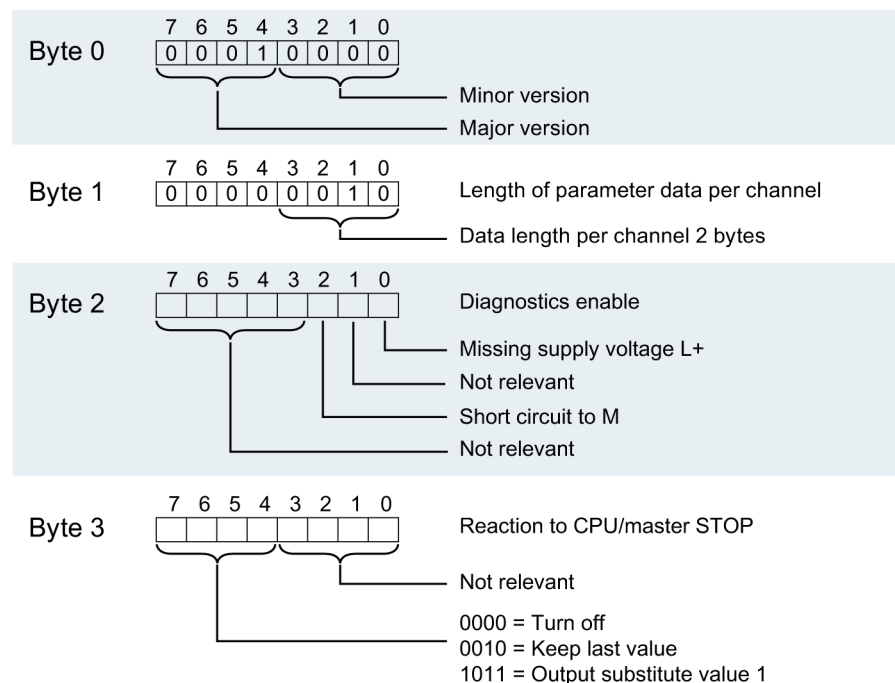 7 6 5 4 3 2 1 0
Byte 0
0 0 0 1 0 0 0 0
Minor version
Major version
7 6 5 4 3 2 1 0
Byte 1
0 0 0 0 0 0 1 0
Length of parameter data per channel
Data length per channel 2 bytes
7 6 5 4 3 2 1 0
Byte 2
Diagnostics enable
Missing supply voltage L+
Not relevant
Short circuit to M
Not relevant
7 6 5 4 3 2 1 0
Byte 3
Reaction to CPU/master STOP
Not relevant
0000 = Turn off
0010 = Keep last value
1011 = Output substitute value 1